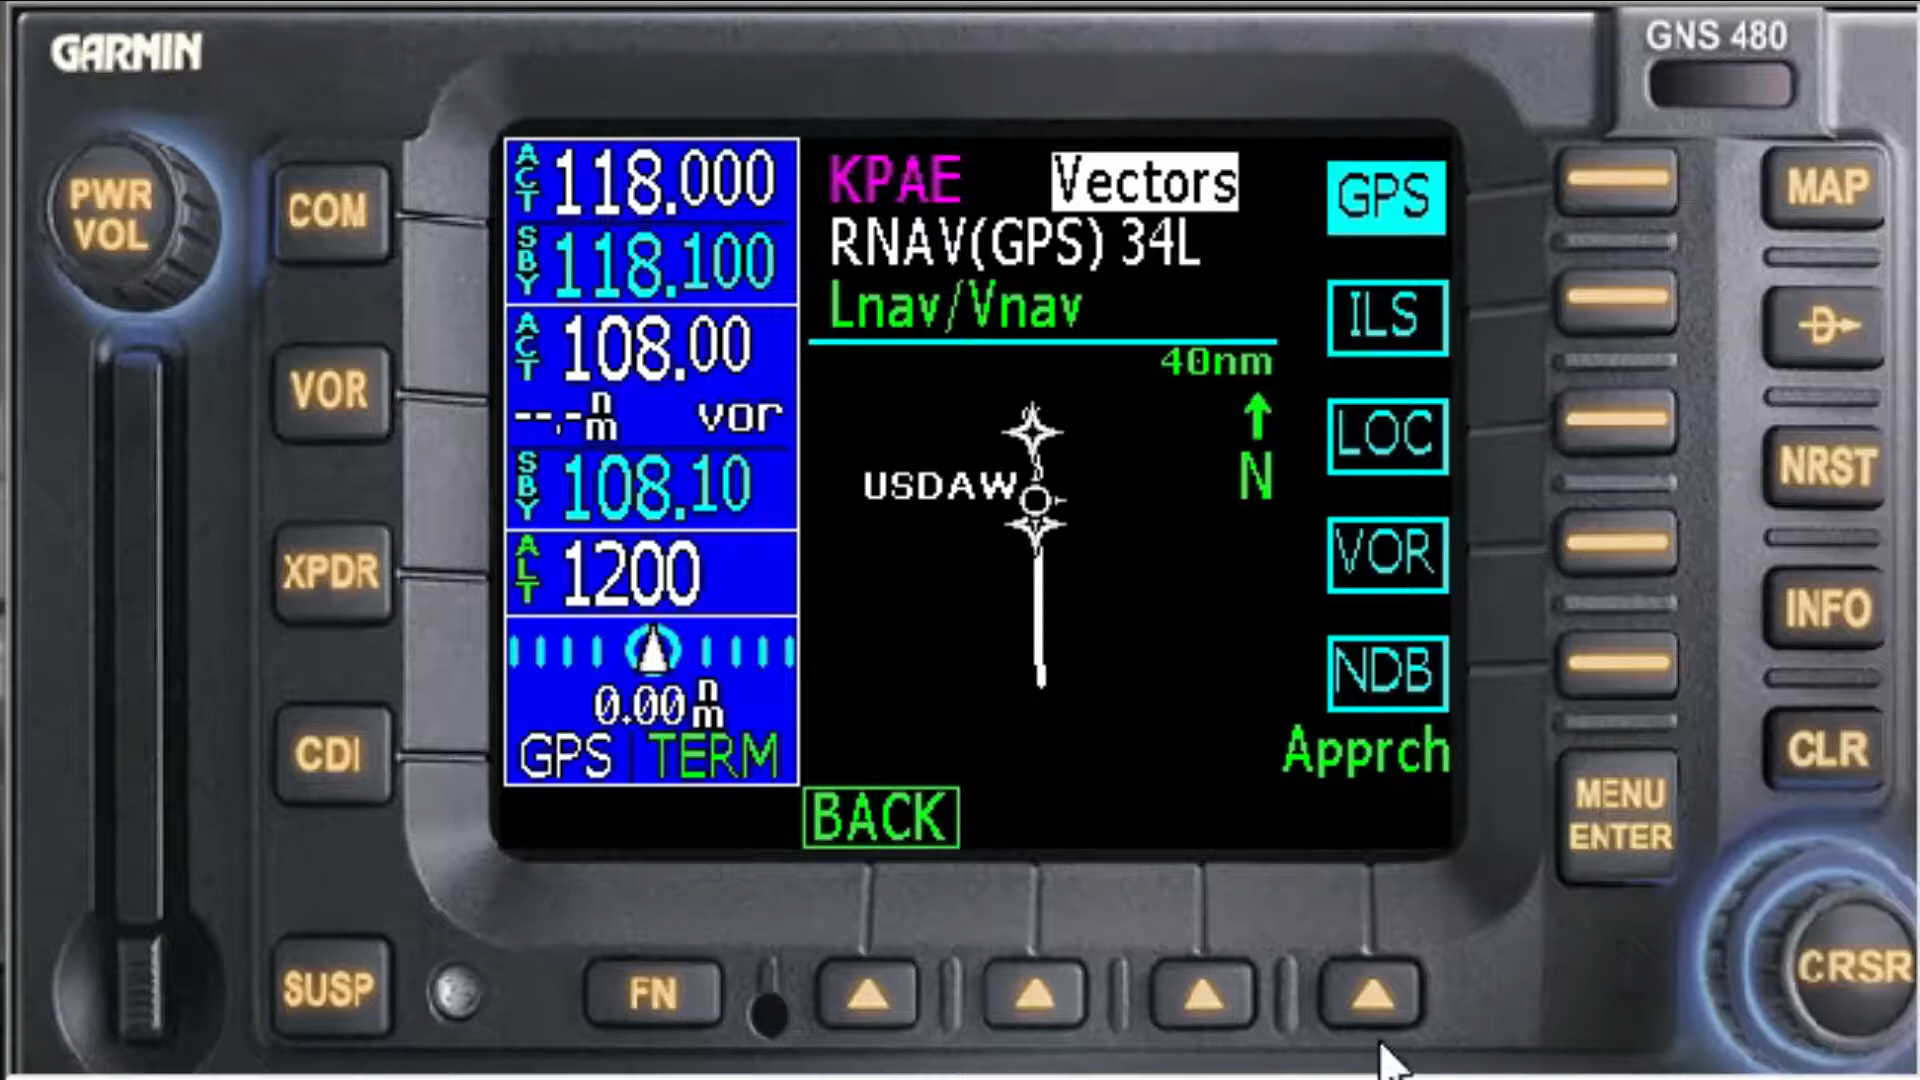 GARMIN
GNS 480
PWR
VOL
COM
VOR
XPDR
CDI
SUSP
FN
ACT 118.000
SBY 118.100
ACT 108.00
--.- nm vor
SBY 108.10
ALT 1200
0.00 nm
GPS TERM
KPAE Vectors
RNAV(GPS) 34L
Lnav/Vnav
40nm
N
USDAW
BACK
GPS
ILS
LOC
VOR
NDB
Apprch
MENU
ENTER
MAP
D
NRST
INFO
CLR
CRSR